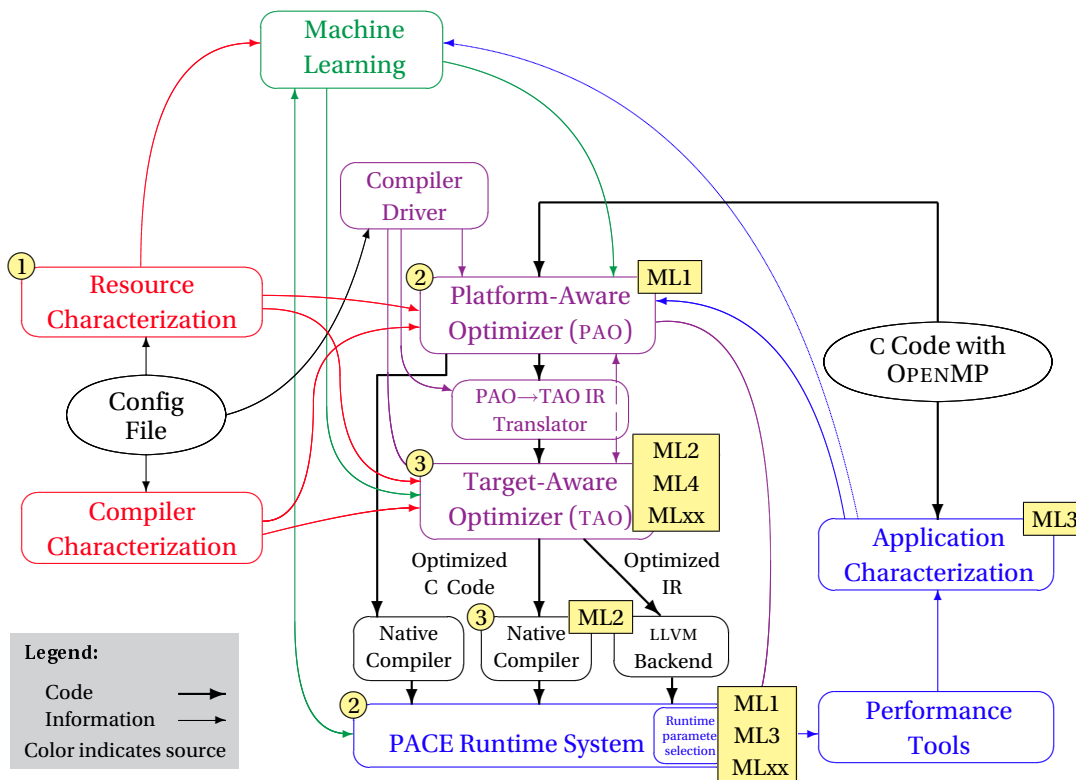 Machine
Learning
Compiler
Driver
1
Resource
Characterization
2
ML1
Platform-Aware
Optimizer (PAO)
C Code with
OPENMP
Config
File
PAO→TAO IR
Translator
3
ML2
ML4
MLxx
Target-Aware
Optimizer (TAO)
Compiler
Characterization
ML3
Application
Characterization
Optimized
C Code
Optimized
IR
3
ML2
Native
Compiler
Native
Compiler
LLVM
Backend
Legend:
Code
Information
Color indicates source
2
PACE Runtime System
Runtime
parameter
selection
ML1
ML3
MLxx
Performance
Tools